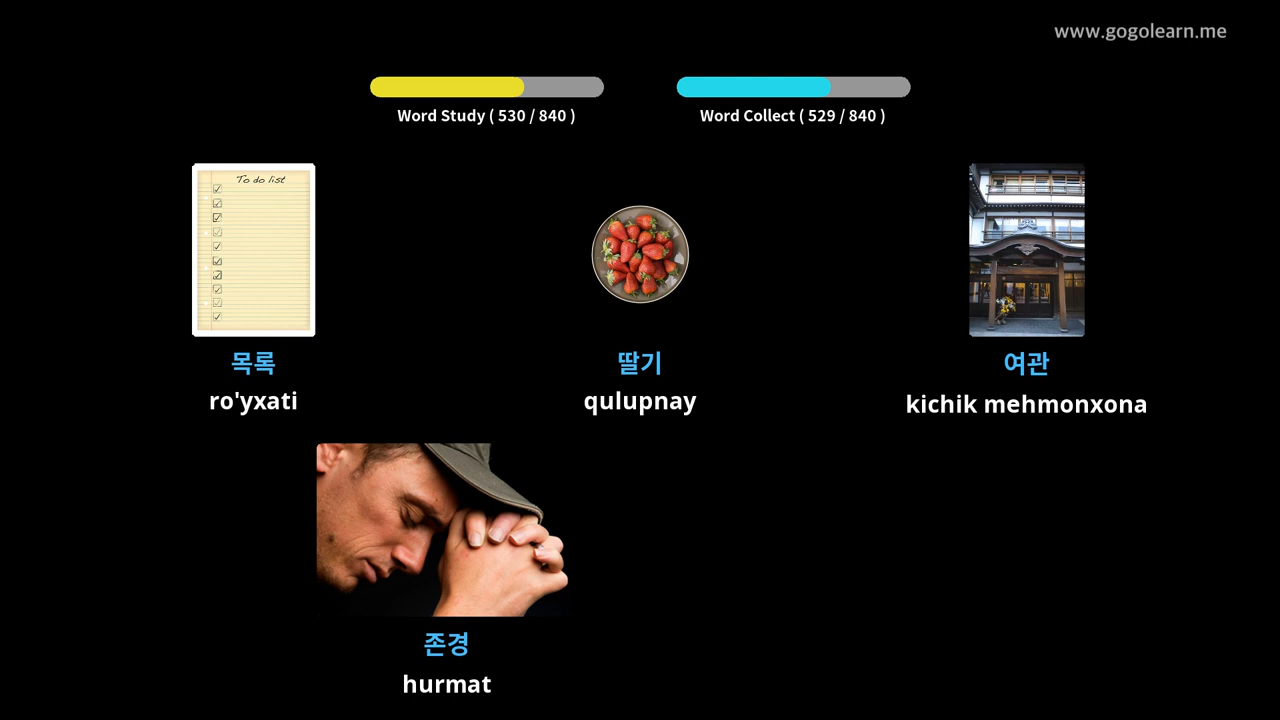 www.gogolearn.me
Word Study ( 530 / 840 )
Word Collect ( 529 / 840 )
To do list
목록
ro'yxati
딸기
qulupnay
여관
kichik mehmonxona
존경
hurmat